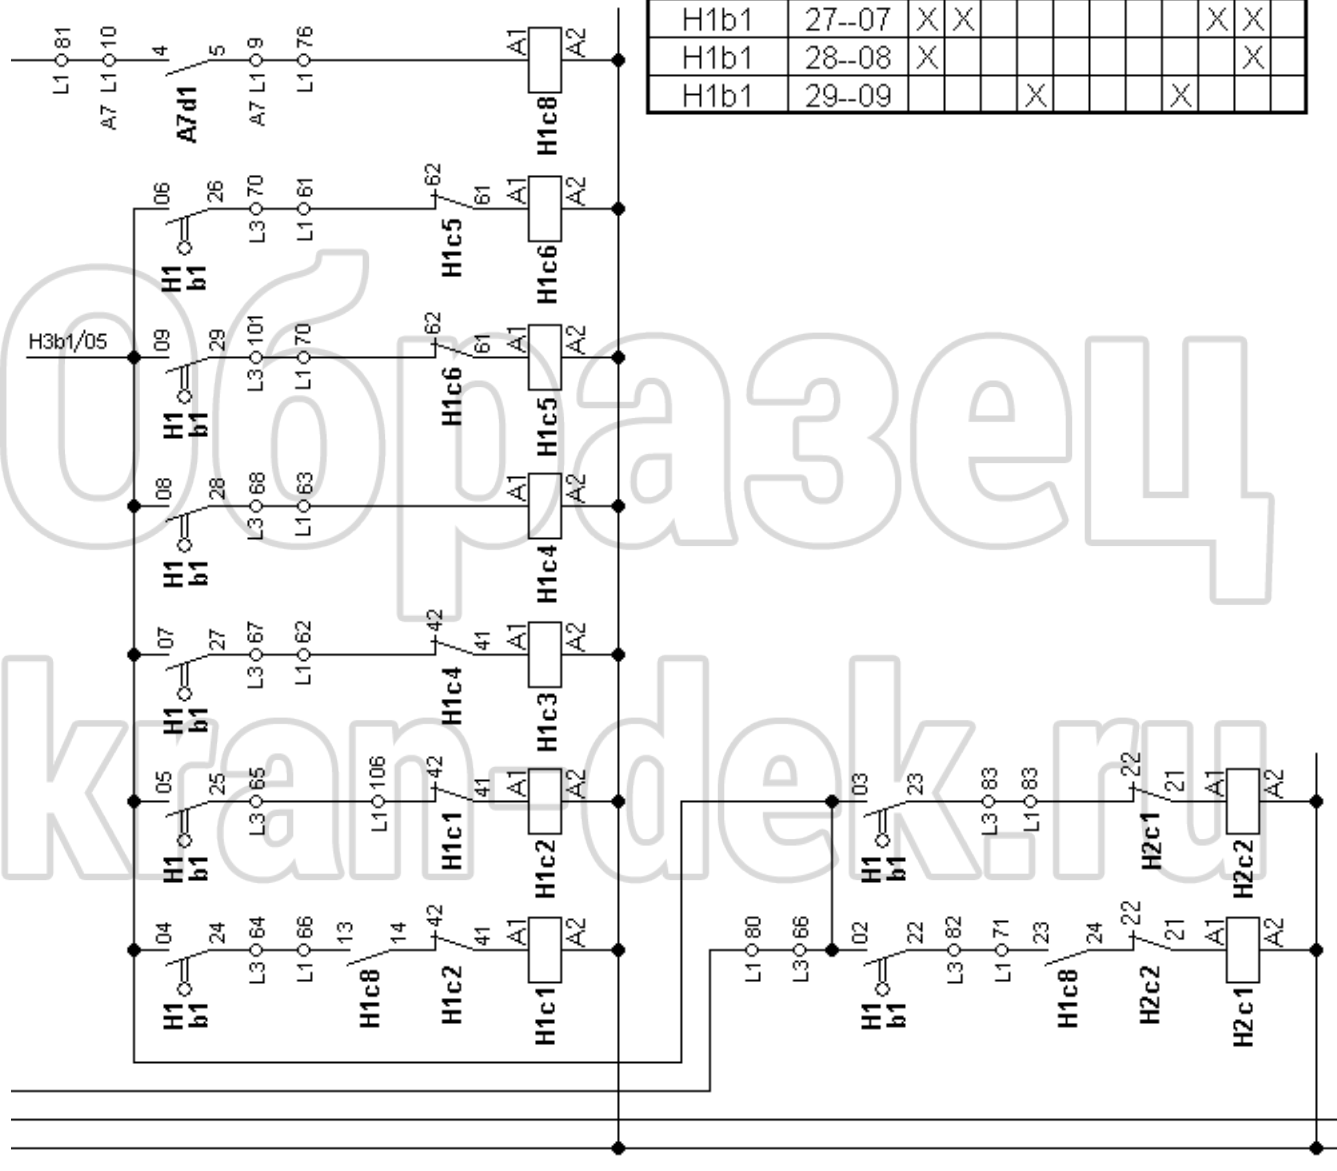 L1 81
A7 L1 10
4
5
A7d1
A7 L1 9
L1 76
A1
A2
H1c8
H1b1 27--07 X X X X
H1b1 28--08 X X
H1b1 29--09 X X
06
26
H1
b1
L3 70
L1 61
62
61
H1c5
A1
A2
H1c6
H3b1/05
09
29
H1
b1
L3 101
L1 70
62
61
H1c6
A1
A2
H1c5
08
28
H1
b1
L3 68
L1 63
A1
A2
H1c4
07
27
H1
b1
L3 67
L1 62
42
41
H1c4
A1
A2
H1c3
05
25
H1
b1
L3 65
L1 106
42
41
H1c1
A1
A2
H1c2
03
23
H1
b1
L3 83
L1 83
22
21
H2c1
A1
A2
H2c2
04
24
H1
b1
L3 64
L1 66
13
14
H1c8
42
41
H1c2
A1
A2
H1c1
L1 80
L3 66
02
22
H1
b1
L3 82
L1 71
23
24
H1c8
22
21
H2c2
A1
A2
H2c1
Образец
kran-dek.ru